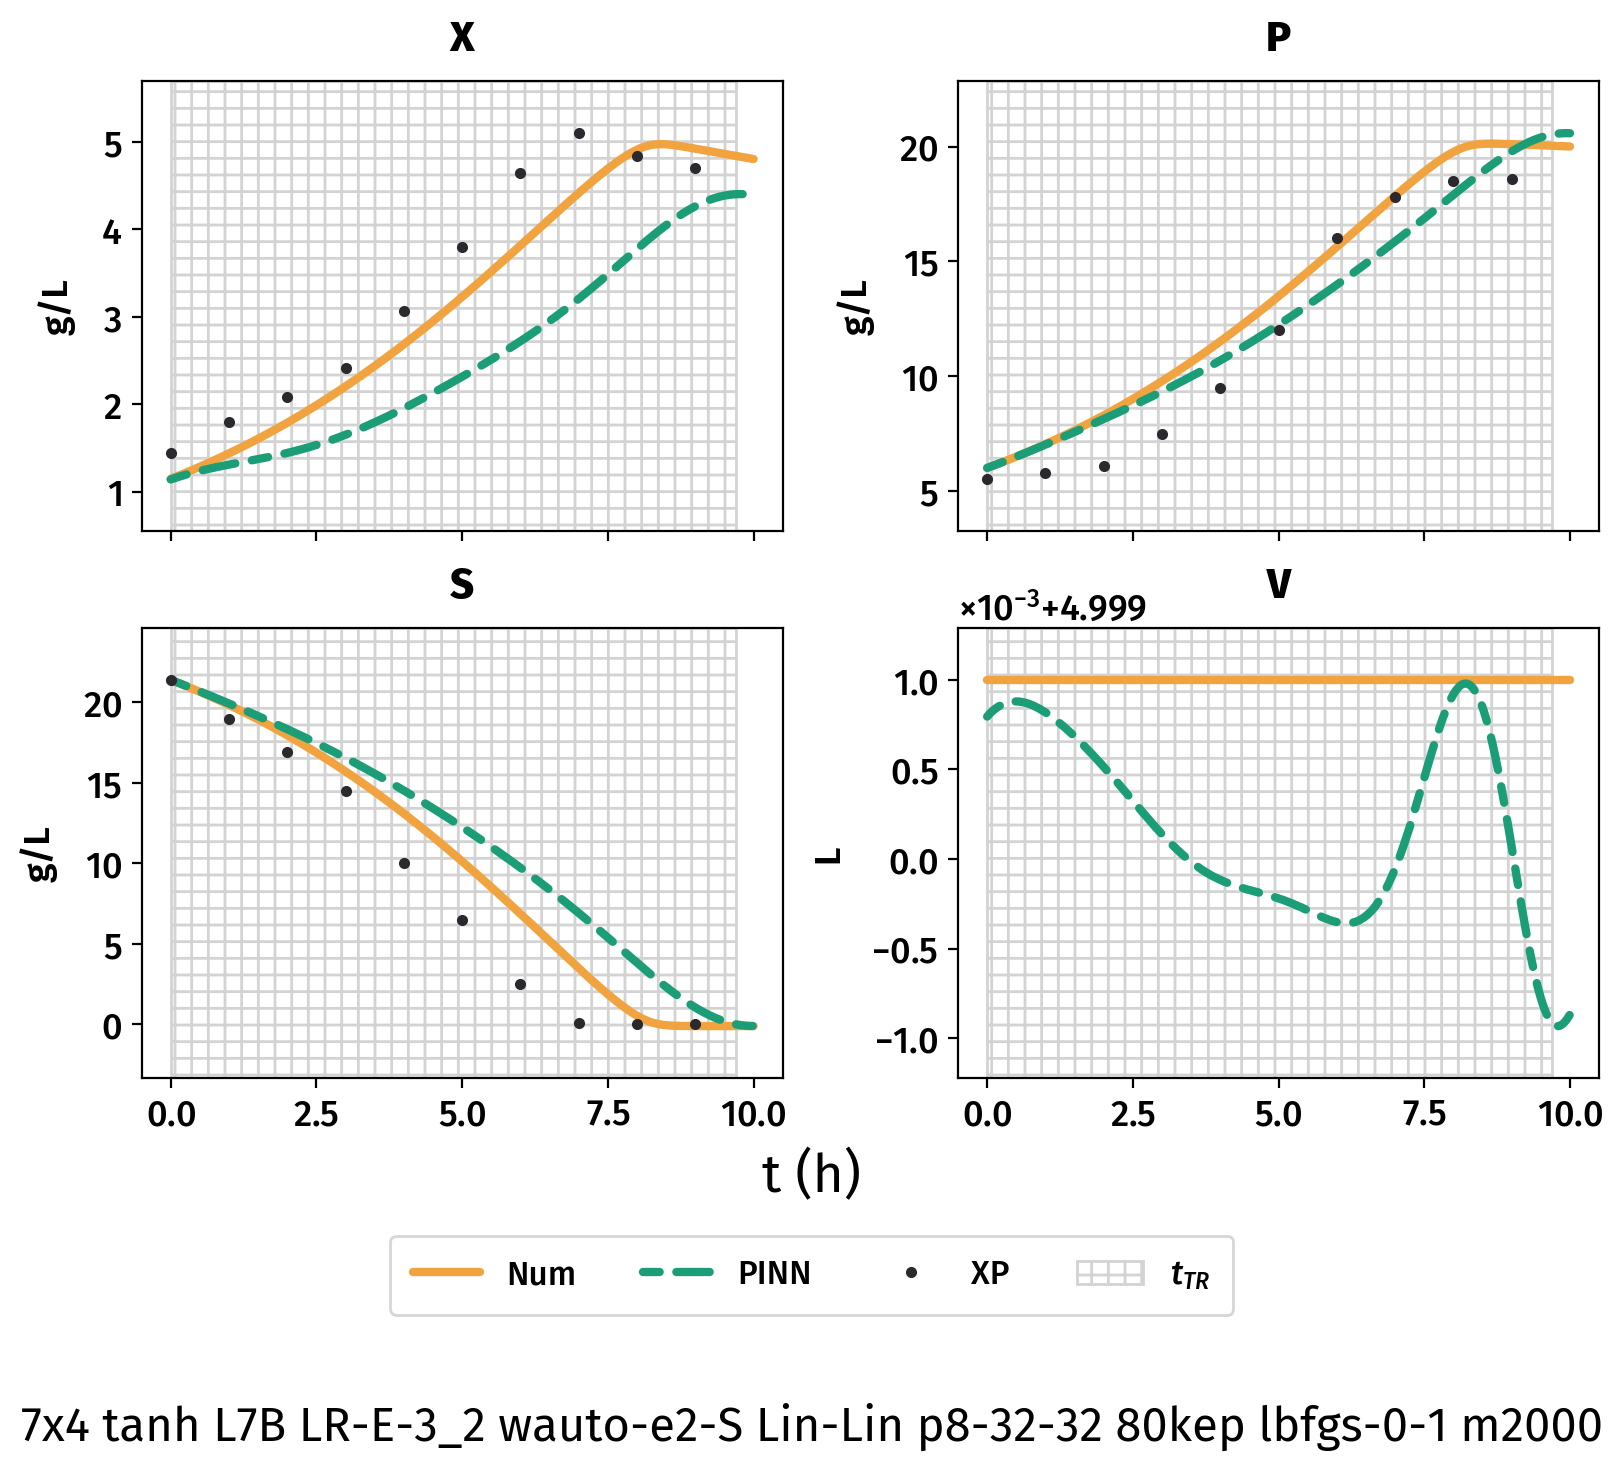 X
P
5
4
3
2
1
g/L
20
15
10
5
g/L
S
V
×10⁻³+4.999
20
15
10
5
0
g/L
1.0
0.5
0.0
−0.5
−1.0
L
0.0 2.5 5.0 7.5 10.0
0.0 2.5 5.0 7.5 10.0
t (h)
Num PINN XP t_TR
7x4 tanh L7B LR-E-3_2 wauto-e2-S Lin-Lin p8-32-32 80kep lbfgs-0-1 m2000